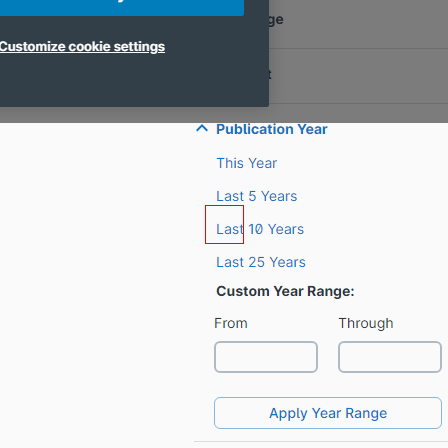 ge
Customize cookie settings
t
Publication Year
This Year
Last 5 Years
Last 10 Years
Last 25 Years
Custom Year Range:
From
Through
Apply Year Range